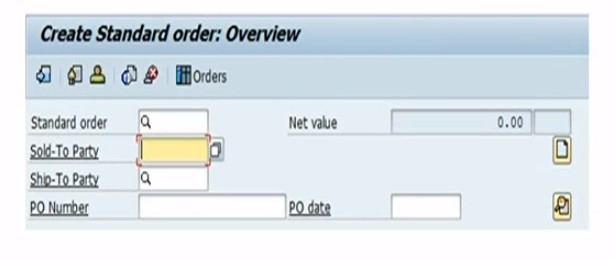 Create Standard order: Overview
Orders
Standard order Net value 0.00
Sold-To Party
Ship-To Party
PO Number PO date